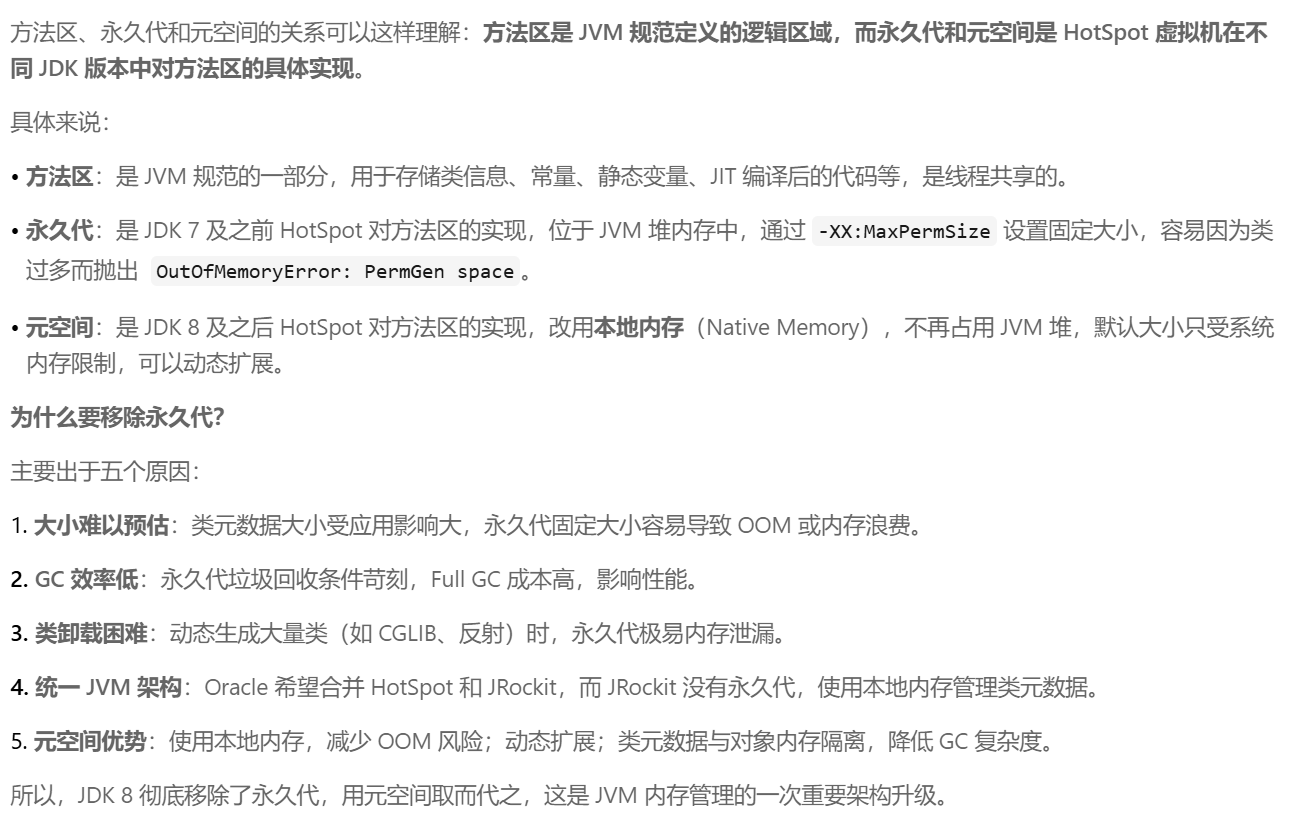 方法区、永久代和元空间的关系可以这样理解：方法区是 JVM 规范定义的逻辑区域，而永久代和元空间是 HotSpot 虚拟机在不
同 JDK 版本中对方法区的具体实现。
具体来说：
• 方法区：是 JVM 规范的一部分，用于存储类信息、常量、静态变量、JIT 编译后的代码等，是线程共享的。
• 永久代：是 JDK 7 及之前 HotSpot 对方法区的实现，位于 JVM 堆内存中，通过 -XX:MaxPermSize 设置固定大小，容易因为类
过多而抛出 OutOfMemoryError: PermGen space。
• 元空间：是 JDK 8 及之后 HotSpot 对方法区的实现，改用本地内存（Native Memory），不再占用 JVM 堆，默认大小只受系统
内存限制，可以动态扩展。
为什么要移除永久代？
主要出于五个原因：
1. 大小难以预估：类元数据大小受应用影响大，永久代固定大小容易导致 OOM 或内存浪费。
2. GC 效率低：永久代垃圾回收条件苛刻，Full GC 成本高，影响性能。
3. 类卸载困难：动态生成大量类（如 CGLIB、反射）时，永久代极易内存泄漏。
4. 统一 JVM 架构：Oracle 希望合并 HotSpot 和 JRockit，而 JRockit 没有永久代，使用本地内存管理类元数据。
5. 元空间优势：使用本地内存，减少 OOM 风险；动态扩展；类元数据与对象内存隔离，降低 GC 复杂度。
所以，JDK 8 彻底移除了永久代，用元空间取而代之，这是 JVM 内存管理的一次重要架构升级。